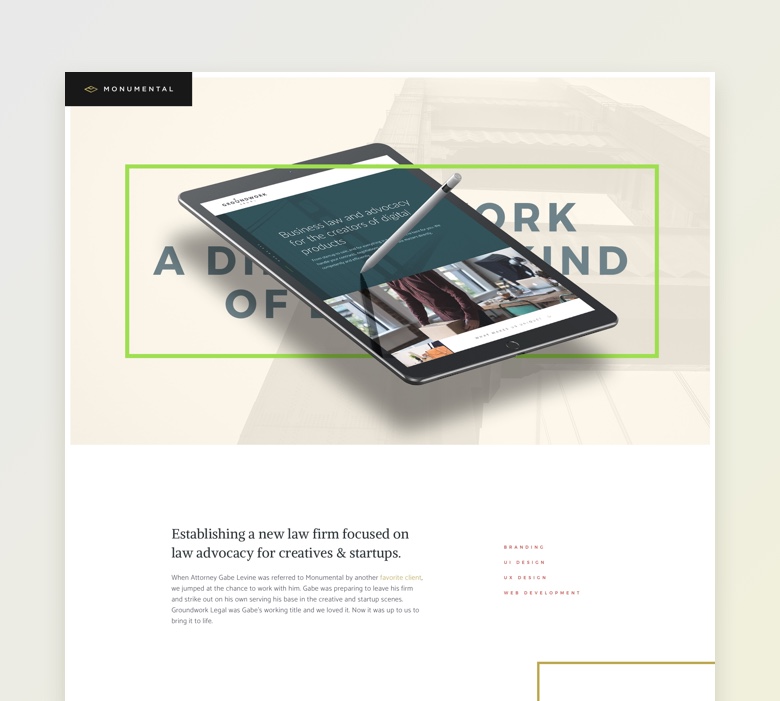 MONUMENTAL
GROUNDWORK
Business law and advocacy
for the creators of digital
products
ORK
A DI KIND
OF
WHAT MAKES US UNIQUE?
Establishing a new law firm focused on
law advocacy for creatives & startups.
When Attorney Gabe Levine was referred to Monumental by another favorite client,
we jumped at the chance to work with him. Gabe was preparing to leave his firm
and strike out on his own serving his base in the creative and startup scenes.
Groundwork Legal was Gabe's working title and we loved it. Now it was up to us to
bring it to life.
BRANDING
UI DESIGN
UX DESIGN
WEB DEVELOPMENT